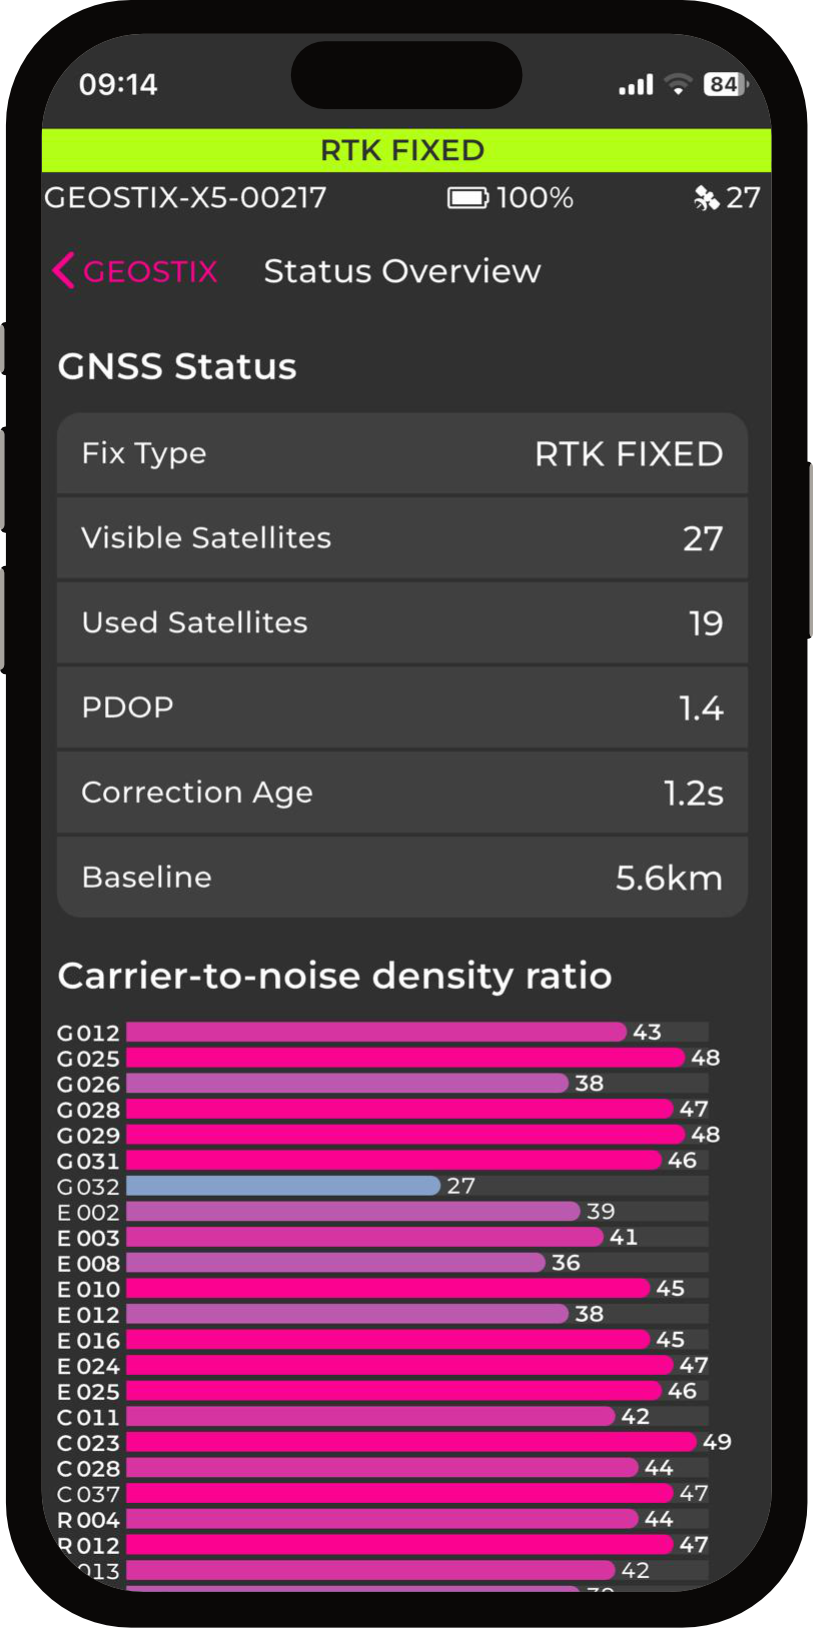 09:14 84
RTK FIXED
GEOSTIX-X5-00217 100% 27
GEOSTIX Status Overview
GNSS Status
Fix Type RTK FIXED
Visible Satellites 27
Used Satellites 19
PDOP 1.4
Correction Age 1.2s
Baseline 5.6km
Carrier-to-noise density ratio
G012 43
G025 48
G026 38
G028 47
G029 48
G031 46
G032 27
E002 39
E003 41
E008 36
E010 45
E012 38
E016 45
E024 47
E025 46
C011 42
C023 49
C028 44
C037 47
R004 44
R012 47
013 42